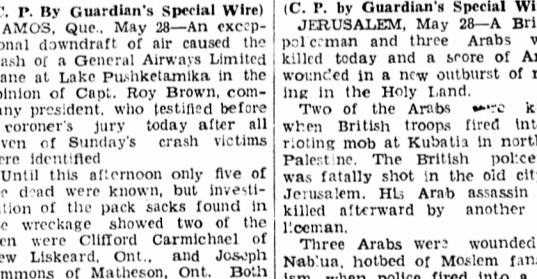 C. P. By Guardian's Special Wire)
AMOS, Que., May 28—An excep-
onal downdraft of air caused the
ash of a General Airways Limited
ane at Lake Pushketamika in the
pinion of Capt. Roy Brown, com-
any president, who testified before
coroner's jury today after all
ven of Sunday's crash victims
ere identified
Until this afternoon only five of
e dead were known, but investi-
tion of the pack sacks found in
e wreckage showed two of the
en were Clifford Carmichael of
ew Liskeard, Ont., and Joseph
mmons of Matheson, Ont. Both
(C. P. by Guardian's Special Wi
JERUSALEM, May 28—A Bri
policeman and three Arabs w
killed today and a score of Ar
wounded in a new outburst of r
ing in the Holy Land.
Two of the Arabs were k
when British troops fired int
rioting mob at Kubatia in north
Palestine. The British police
was fatally shot in the old city
Jerusalem. His Arab assassin
killed afterward by another
liceman.
Three Arabs were wounded
Nablua, hotbed of Moslem fan
ism, when police fired into a